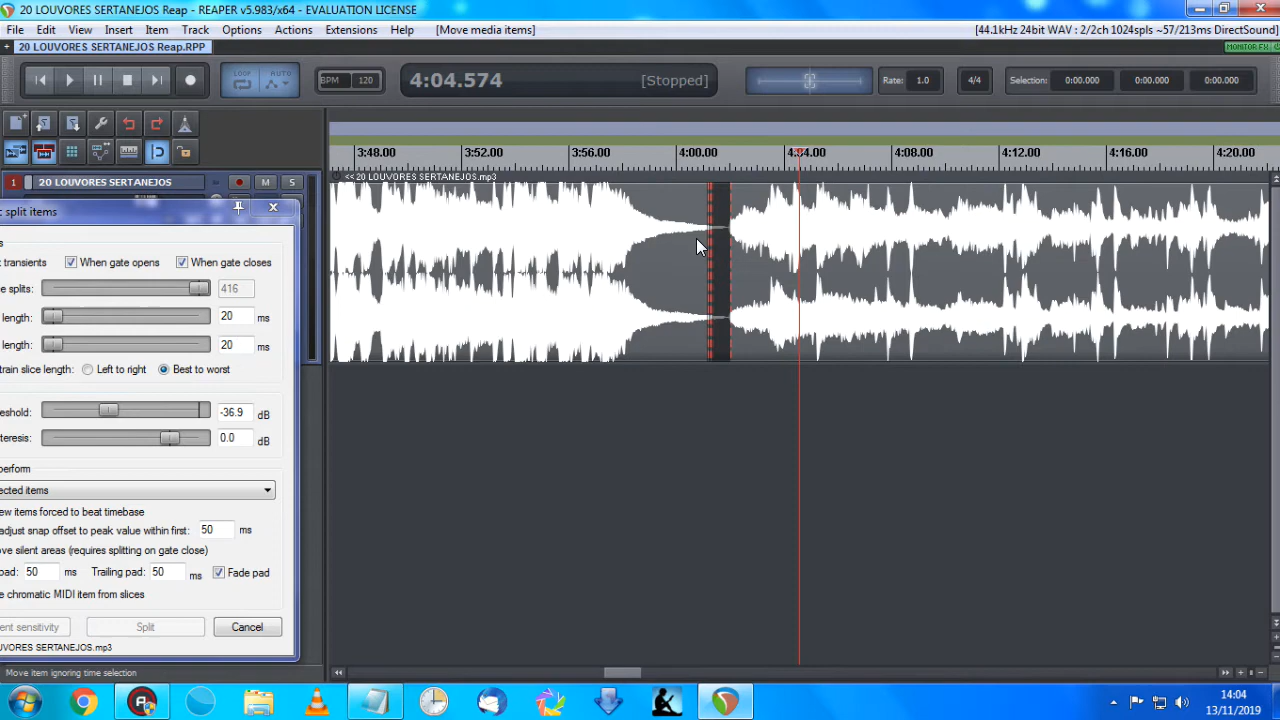 20 LOUVORES SERTANEJOS Reap - REAPER v5.983/x64 - EVALUATION LICENSE
File Edit View Insert Item Track Options Actions Extensions Help [Move media items] [44.1kHz 24bit WAV : 2/2ch 1024spls ~57/213ms DirectSound]
20 LOUVORES SERTANEJOS Reap.RPP MONITOR FX
LOOP AUTO BPM 120 4:04.574 [Stopped] Rate: 1.0 4/4 Selection: 0:00.000 0:00.000 0:00.000
3:48.00 3:52.00 3:56.00 4:00.00 4:04.00 4:08.00 4:12.00 4:16.00 4:20.00
<<20 LOUVORES SERTANEJOS.mp3
1 20 LOUVORES SERTANEJOS M S
split items
transients When gate opens When gate closes
e splits: 416
length: 20 ms
length: 20 ms
train slice length: Left to right Best to worst
eshold: -36.9 dB
teresis: 0.0 dB
perform
ected items
ew items forced to beat timebase
adjust snap offset to peak value within first: 50 ms
ove silent areas (requires splitting on gate close)
oad: 50 ms Trailing pad: 50 ms Fade pad
e chromatic MIDI item from slices
ent sensitivity Split Cancel
UVORES SERTANEJOS.mp3
Move item ignoring time selection
14:04
13/11/2019